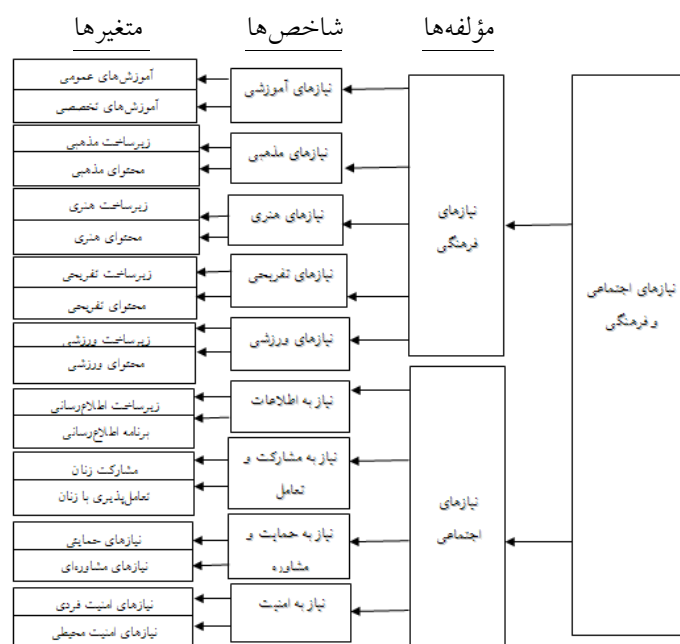 مؤلفه‌ها
شاخص‌ها
متغیرها
نیازهای اجتماعی
و فرهنگی
نیازهای
فرهنگی
نیازهای آموزشی
آموزش‌های عمومی
آموزش‌های تخصصی
نیازهای مذهبی
زیرساخت مذهبی
محتوای مذهبی
نیازهای هنری
زیرساخت هنری
محتوای هنری
نیازهای تفریحی
زیرساخت تفریحی
محتوای تفریحی
نیازهای ورزشی
زیرساخت ورزشی
محتوای ورزشی
نیازهای
اجتماعی
نیاز به اطلاعات
زیرساخت اطلاع‌رسانی
برنامه اطلاع‌رسانی
نیاز به مشارکت و
تعامل
مشارکت زنان
تعامل‌پذیری با زنان
نیاز به حمایت و
مشاوره
نیازهای حمایتی
نیازهای مشاوره‌ای
نیاز به امنیت
نیازهای امنیت فردی
نیازهای امنیت محیطی